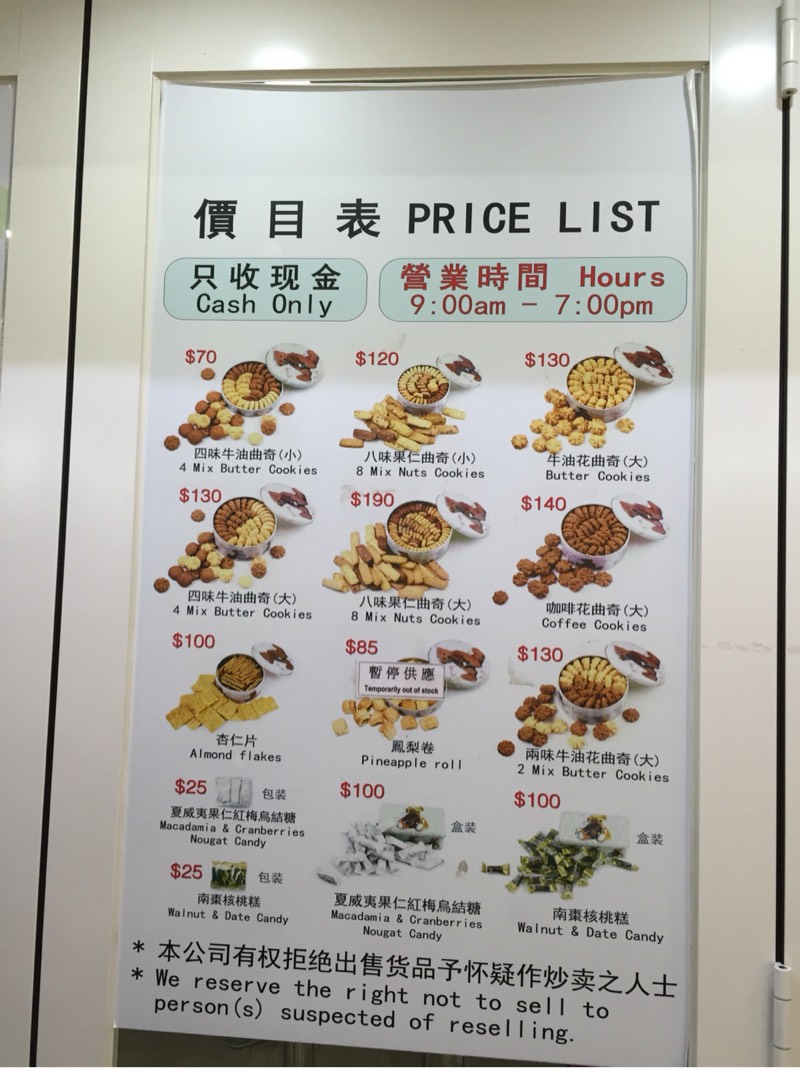 價目表 PRICE LIST
只收现金
Cash Only
營業時間 Hours
9:00am - 7:00pm
$70
四味牛油曲奇(小)
4 Mix Butter Cookies
$120
八味果仁曲奇(小)
8 Mix Nuts Cookies
$130
牛油花曲奇(大)
Butter Cookies
$130
四味牛油曲奇(大)
4 Mix Butter Cookies
$190
八味果仁曲奇(大)
8 Mix Nuts Cookies
$140
咖啡花曲奇(大)
Coffee Cookies
$100
杏仁片
Almond flakes
$85
暫停供應
Temporarily out of stock
鳳梨卷
Pineapple roll
$130
兩味牛油花曲奇(大)
2 Mix Butter Cookies
$25 包装
夏威夷果仁紅梅鳥結糖
Macadamia & Cranberries
Nougat Candy
$25 包装
南棗核桃糕
Walnut & Date Candy
$100
盒装
夏威夷果仁紅梅鳥結糖
Macadamia & Cranberries
Nougat Candy
$100
盒装
南棗核桃糕
Walnut & Date Candy
* 本公司有权拒绝出售货品予怀疑作炒卖之人士
* We reserve the right not to sell to
person(s) suspected of reselling.